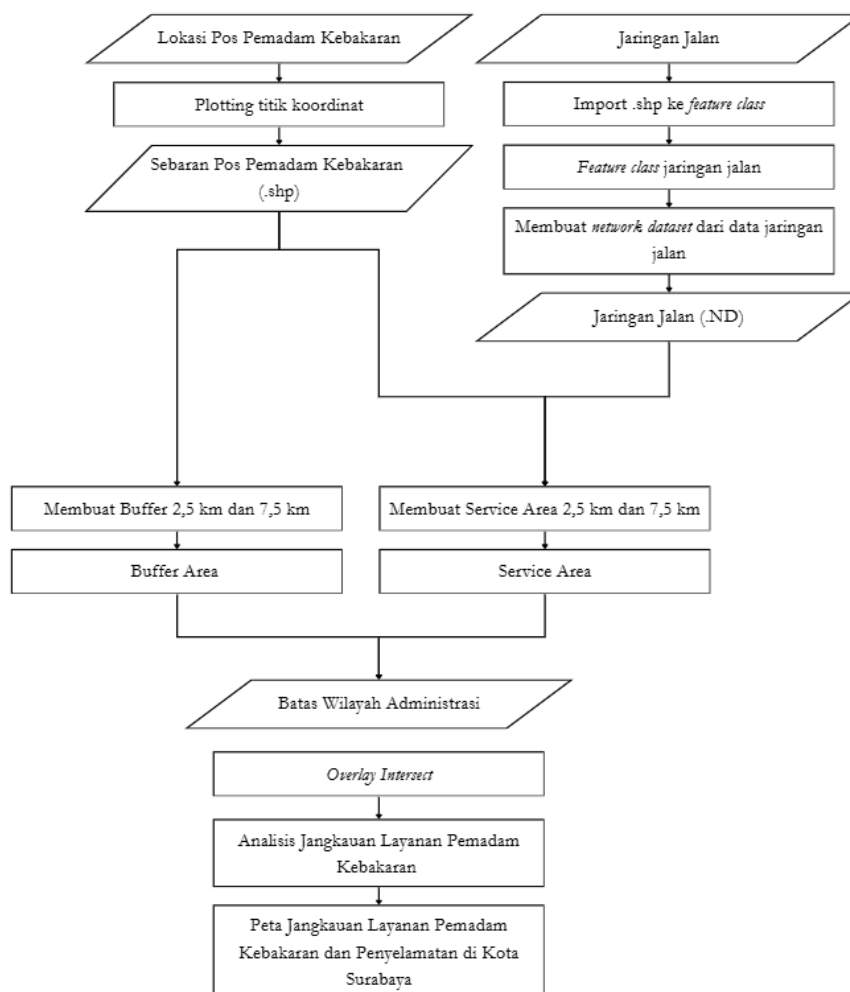 Lokasi Pos Pemadam Kebakaran
Plotting titik koordinat
Sebaran Pos Pemadam Kebakaran
(.shp)
Jaringan Jalan
Import .shp ke feature class
Feature class jaringan jalan
Membuat network dataset dari data jaringan
jalan
Jaringan Jalan (.ND)
Membuat Buffer 2,5 km dan 7,5 km
Buffer Area
Membuat Service Area 2,5 km dan 7,5 km
Service Area
Batas Wilayah Administrasi
Overlay Intersect
Analisis Jangkauan Layanan Pemadam
Kebakaran
Peta Jangkauan Layanan Pemadam
Kebakaran dan Penyelamatan di Kota
Surabaya